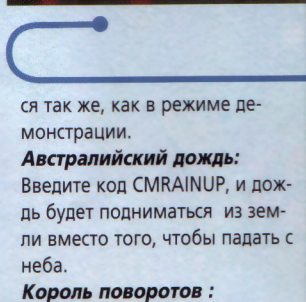 ся так же, как в режиме де-
монстрации.
Австралийский дождь:
Введите код CMRAINUP, и дож-
дь будет подниматься из зем-
ли вместо того, чтобы падать с
неба.
Король поворотов :